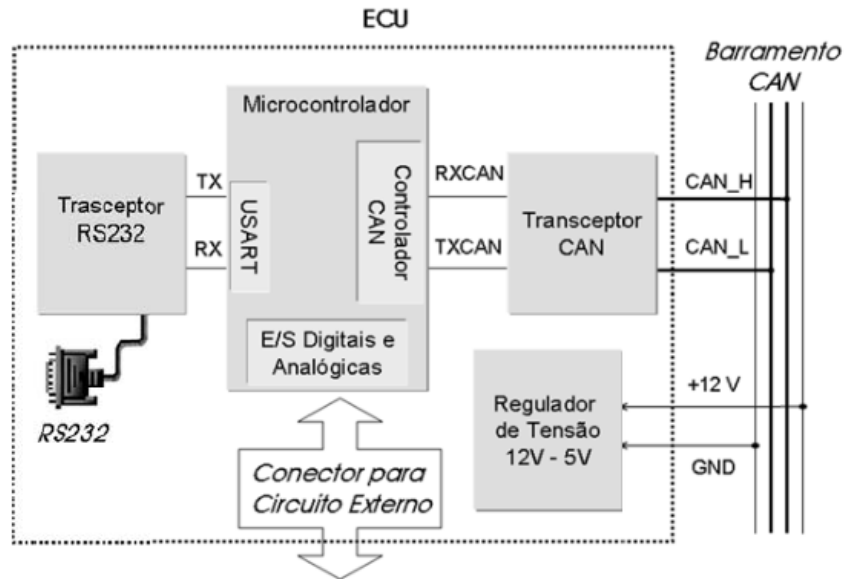 ECU
Barramento
CAN
Microcontrolador
Trasceptor
RS232
TX
RX
USART
Controlador
CAN
RXCAN
TXCAN
Transceptor
CAN
CAN_H
CAN_L
E/S Digitais e
Analógicas
RS232
Conector para
Circuito Externo
Regulador
de Tensão
12V - 5V
+12 V
GND